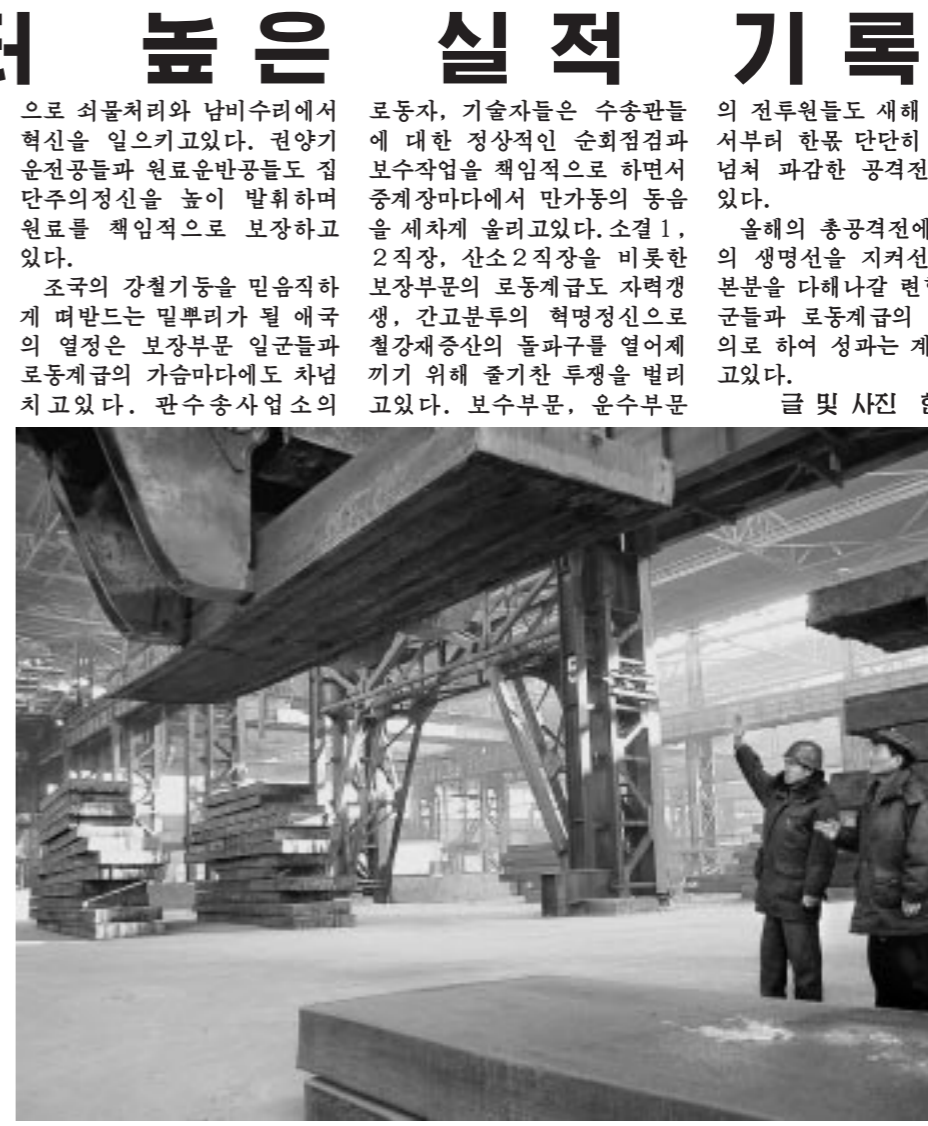 높은 실적 기록
으로 쇠물처리와 남비수리에서
혁신을 일으키고있다. 권양기
운전공들과 원료운반공들도 집
단주의정신을 높이 발휘하며
원료를 책임적으로 보장하고
있다.
조국의 강철기둥을 믿음직하
게 떠받드는 밑뿌리가 될 애국
의 열정은 보장부문 일군들과
로동계급의 가슴마다에도 차넘
치고있다. 관수송사업소의
로동자, 기술자들은 수송관들
에 대한 정상적인 순회점검과
보수작업을 책임적으로 하면서
중계장마다에서 만가동의 동음
을 세차게 울리고있다. 소결1,
2직장, 산소2직장을 비롯한
보장부문의 로동계급도 자력갱
생, 간고분투의 혁명정신으로
철강재증산의 돌파구를 열어제
끼기 위해 줄기찬 투쟁을 벌리
고있다. 보수부문, 운수부문
의 전투원들도 새해
서부터 한몫 단단히
넘쳐 과감한 공격전
있다.
올해의 총공격전에
의 생명선을 지켜선
본분을 다해나갈
군들과 로동계급의
의로 하여 성과는 계
고있다.
글 및 사진